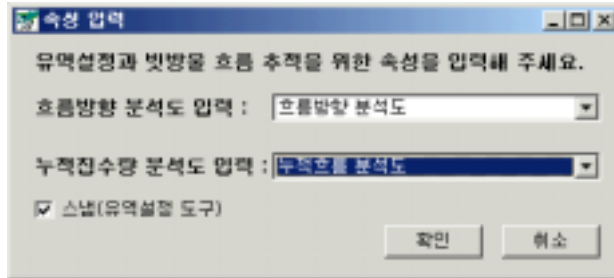 속성 입력
유역설정과 빗방울 흐름 추적을 위한 속성을 입력해 주세요.
흐름방향 분석도 입력 : 흐름방향 분석도
누적집수량 분석도 입력 : 누적흐름 분석도
스냅(유역설정 도구)
확인 취소